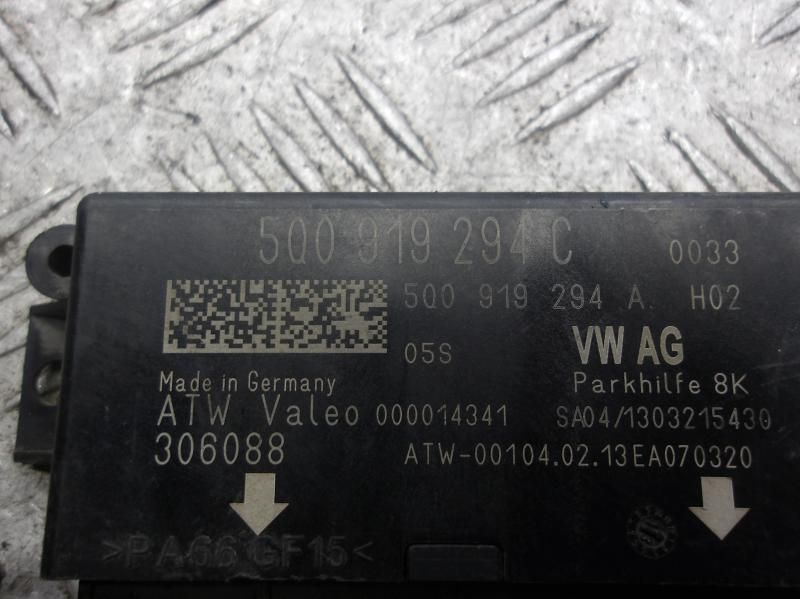 5Q0 919 294 C 0033
5Q0 919 294 A H02
05S VW AG
Made in Germany Parkhilfe 8K
ATW Valeo 000014341 SA04/1303215430
306088 ATW-00104.02.13EA070320
>PA66 GF15<